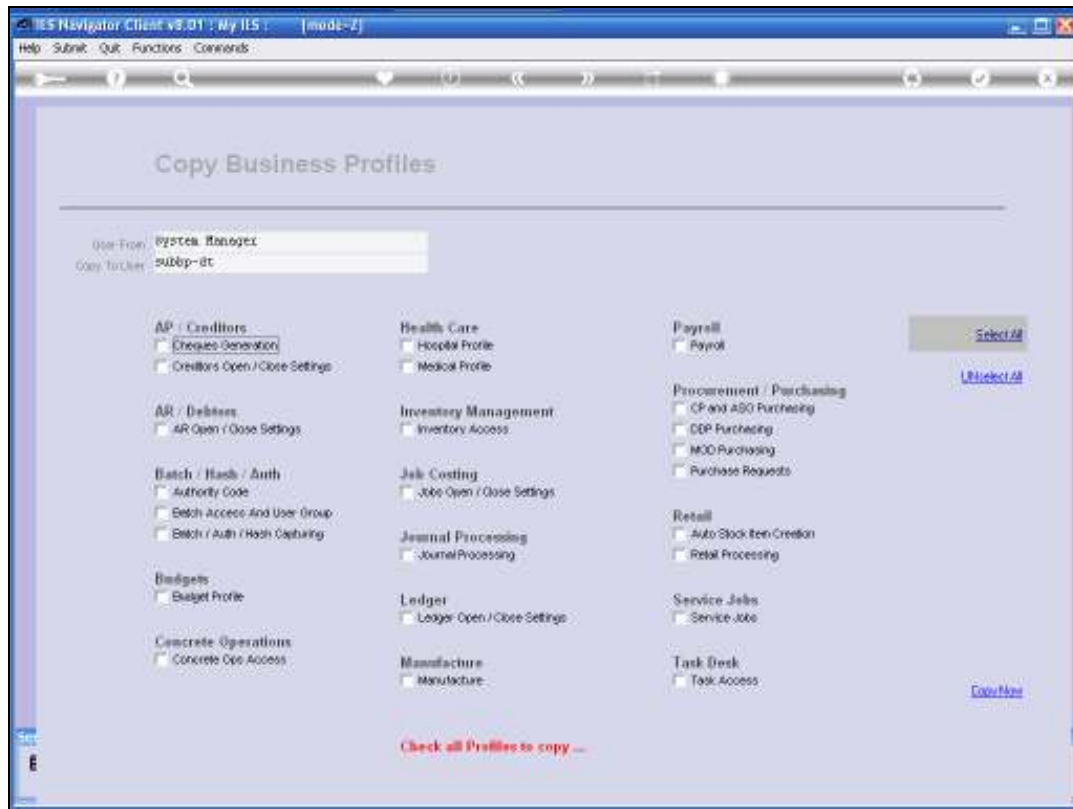 IES Navigator Client v8.01 : My IES : [mode-Z]
Help Submit Quit Functions Commands
Copy Business Profiles
User From System Manager
Copy To User subbp-dt
AP / Creditors
Cheques Generation
Creditors Open / Close Settings
AR / Debtors
AR Open / Close Settings
Batch / Hash / Auth
Authority Code
Batch Access And User Group
Batch / Auth / Hash Capturing
Budgets
Budget Profile
Concrete Operations
Concrete Ops Access
Health Care
Hospital Profile
Medical Profile
Inventory Management
Inventory Access
Job Costing
Jobs Open / Close Settings
Journal Processing
Journal Processing
Ledger
Ledger Open / Close Settings
Manufacture
Manufacture
Payroll
Payroll
Procurement / Purchasing
CP and ASO Purchasing
DDP Purchasing
MOD Purchasing
Purchase Requests
Retail
Auto Stock Item Creation
Retail Processing
Service Jobs
Service Jobs
Task Desk
Task Access
Select All
UNselect All
Copy Now
Check all Profiles to copy ...